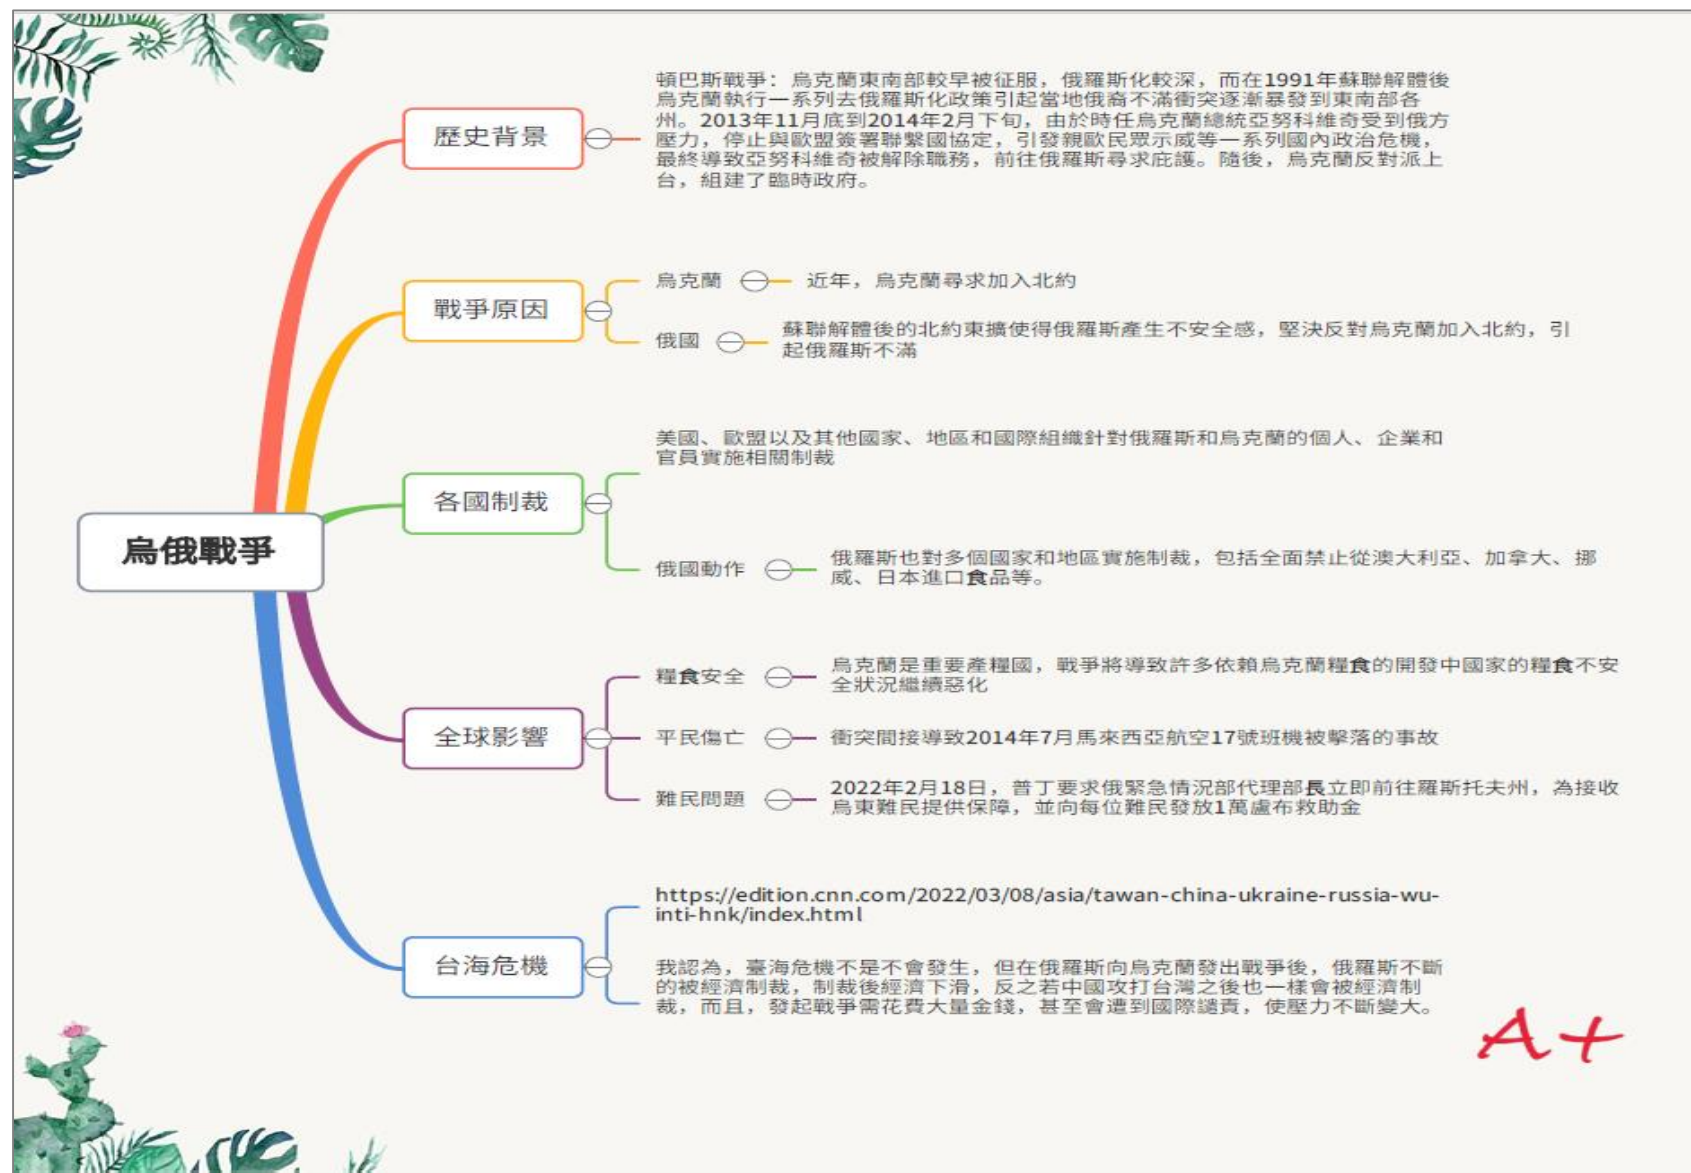 烏俄戰爭
歷史背景
頓巴斯戰爭：烏克蘭東南部較早被征服，俄羅斯化較深，而在1991年蘇聯解體後
烏克蘭執行一系列去俄羅斯化政策引起當地俄裔不滿衝突逐漸暴發到東南部各
州。2013年11月底到2014年2月下旬，由於時任烏克蘭總統亞努科維奇受到俄方
壓力，停止與歐盟簽署聯繫國協定，引發親歐民眾示威等一系列國內政治危機，
最終導致亞努科維奇被解除職務，前往俄羅斯尋求庇護。隨後，烏克蘭反對派上
台，組建了臨時政府。
戰爭原因
烏克蘭
近年，烏克蘭尋求加入北約
俄國
蘇聯解體後的北約東擴使得俄羅斯產生不安全感，堅決反對烏克蘭加入北約，引
起俄羅斯不滿
各國制裁
美國、歐盟以及其他國家、地區和國際組織針對俄羅斯和烏克蘭的個人、企業和
官員實施相關制裁
俄國動作
俄羅斯也對多個國家和地區實施制裁，包括全面禁止從澳大利亞、加拿大、挪
威、日本進口食品等。
全球影響
糧食安全
烏克蘭是重要產糧國，戰爭將導致許多依賴烏克蘭糧食的開發中國家的糧食不安
全狀況繼續惡化
平民傷亡
衝突間接導致2014年7月馬來西亞航空17號班機被擊落的事故
難民問題
2022年2月18日，普丁要求俄緊急情況部代理部長立即前往羅斯托夫州，為接收
烏東難民提供保障，並向每位難民發放1萬盧布救助金
台海危機
https://edition.cnn.com/2022/03/08/asia/tawan-china-ukraine-russia-wu-
inti-hnk/index.html
我認為，臺海危機不是不會發生，但在俄羅斯向烏克蘭發出戰爭後，俄羅斯不斷
的被經濟制裁，制裁後經濟下滑，反之若中國攻打台灣之後也一樣會被經濟制
裁，而且，發起戰爭需花費大量金錢，甚至會遭到國際譴責，使壓力不斷變大。
A+